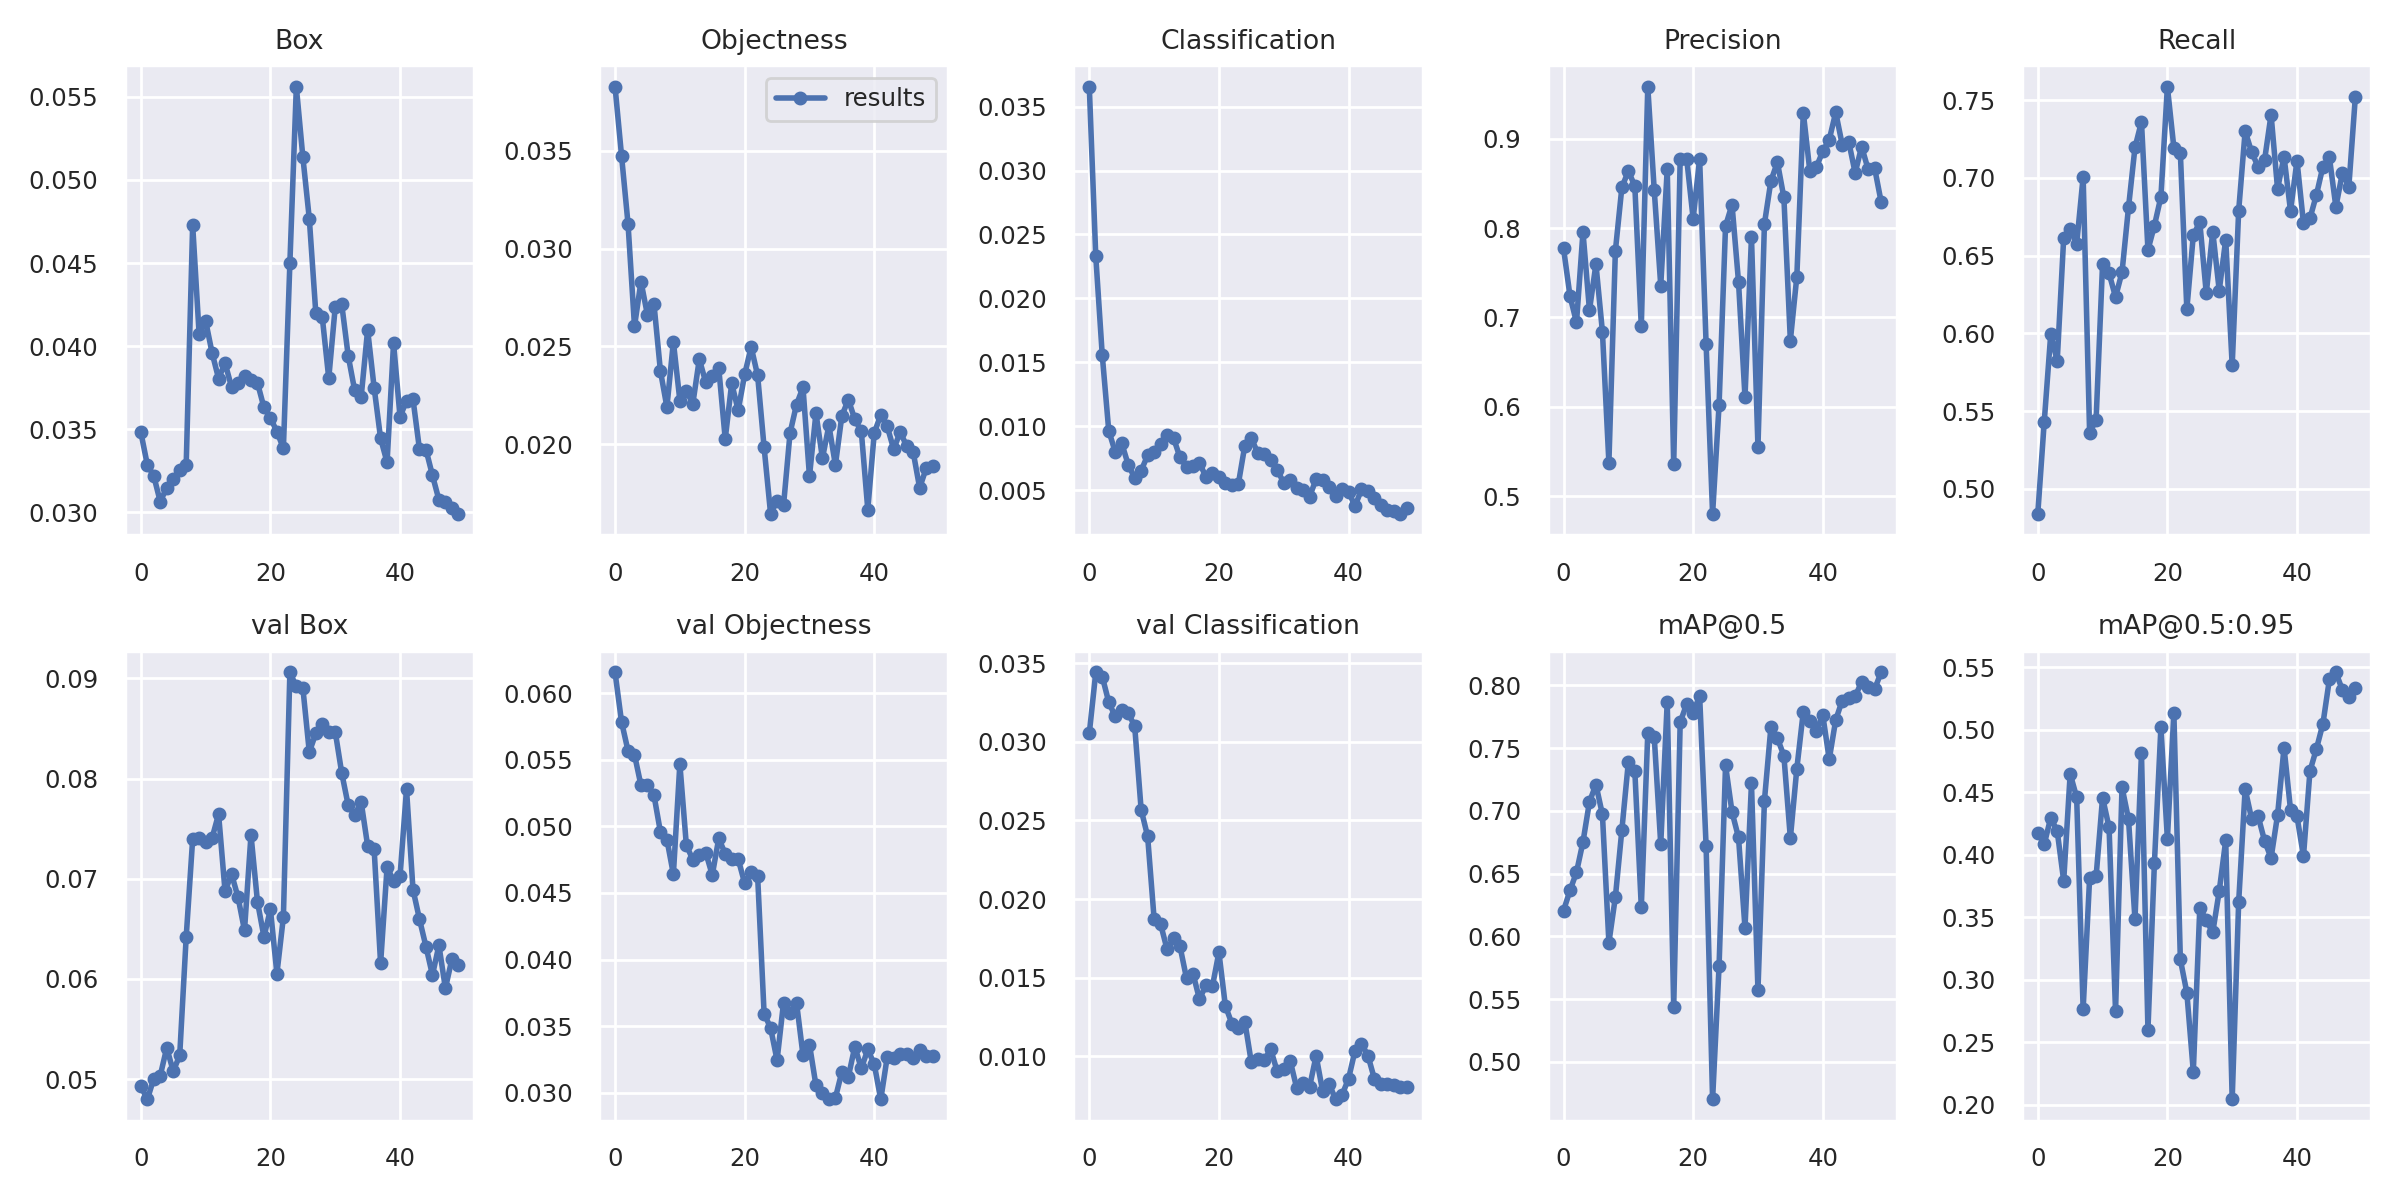 Box
Objectness
Classification
Precision
Recall
0.055
0.050
0.045
0.040
0.035
0.030
0 20 40
results
0.035
0.030
0.025
0.020
0 20 40
0.035
0.030
0.025
0.020
0.015
0.010
0.005
0 20 40
0.9
0.8
0.7
0.6
0.5
0 20 40
0.75
0.70
0.65
0.60
0.55
0.50
0 20 40
val Box
val Objectness
val Classification
mAP@0.5
mAP@0.5:0.95
0.09
0.08
0.07
0.06
0.05
0 20 40
0.060
0.055
0.050
0.045
0.040
0.035
0.030
0 20 40
0.035
0.030
0.025
0.020
0.015
0.010
0 20 40
0.80
0.75
0.70
0.65
0.60
0.55
0.50
0 20 40
0.55
0.50
0.45
0.40
0.35
0.30
0.25
0.20
0 20 40